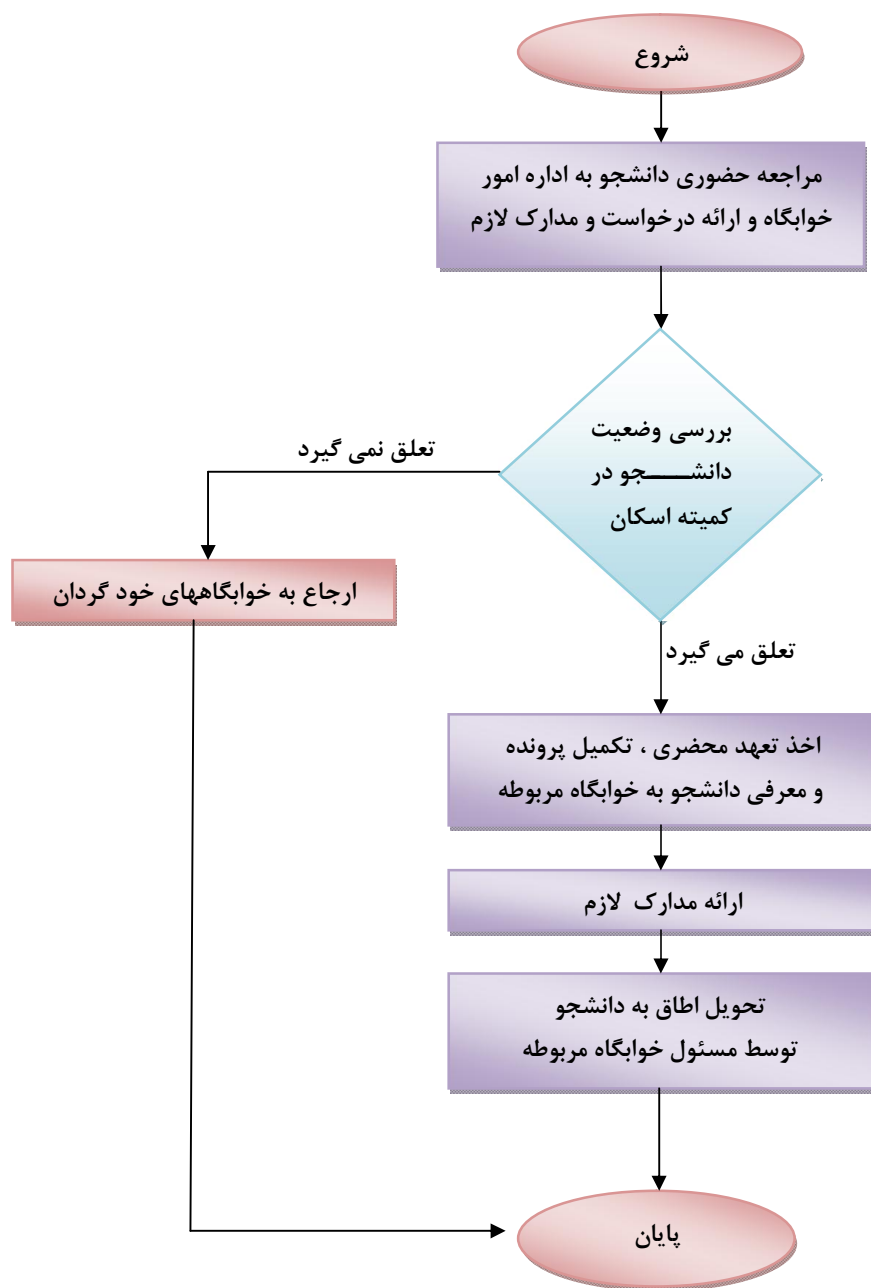 شروع
مراجعه حضوری دانشجو به اداره امور
خوابگاه و ارائه درخواست و مدارک لازم
بررسی وضعیت
دانشـــــجو در
کمیته اسکان
تعلق نمی گیرد
ارجاع به خوابگاههای خود گردان
تعلق می گیرد
اخذ تعهد محضری ، تکمیل پرونده
و معرفی دانشجو به خوابگاه مربوطه
ارائه مدارک لازم
تحویل اطاق به دانشجو
توسط مسئول خوابگاه مربوطه
پایان